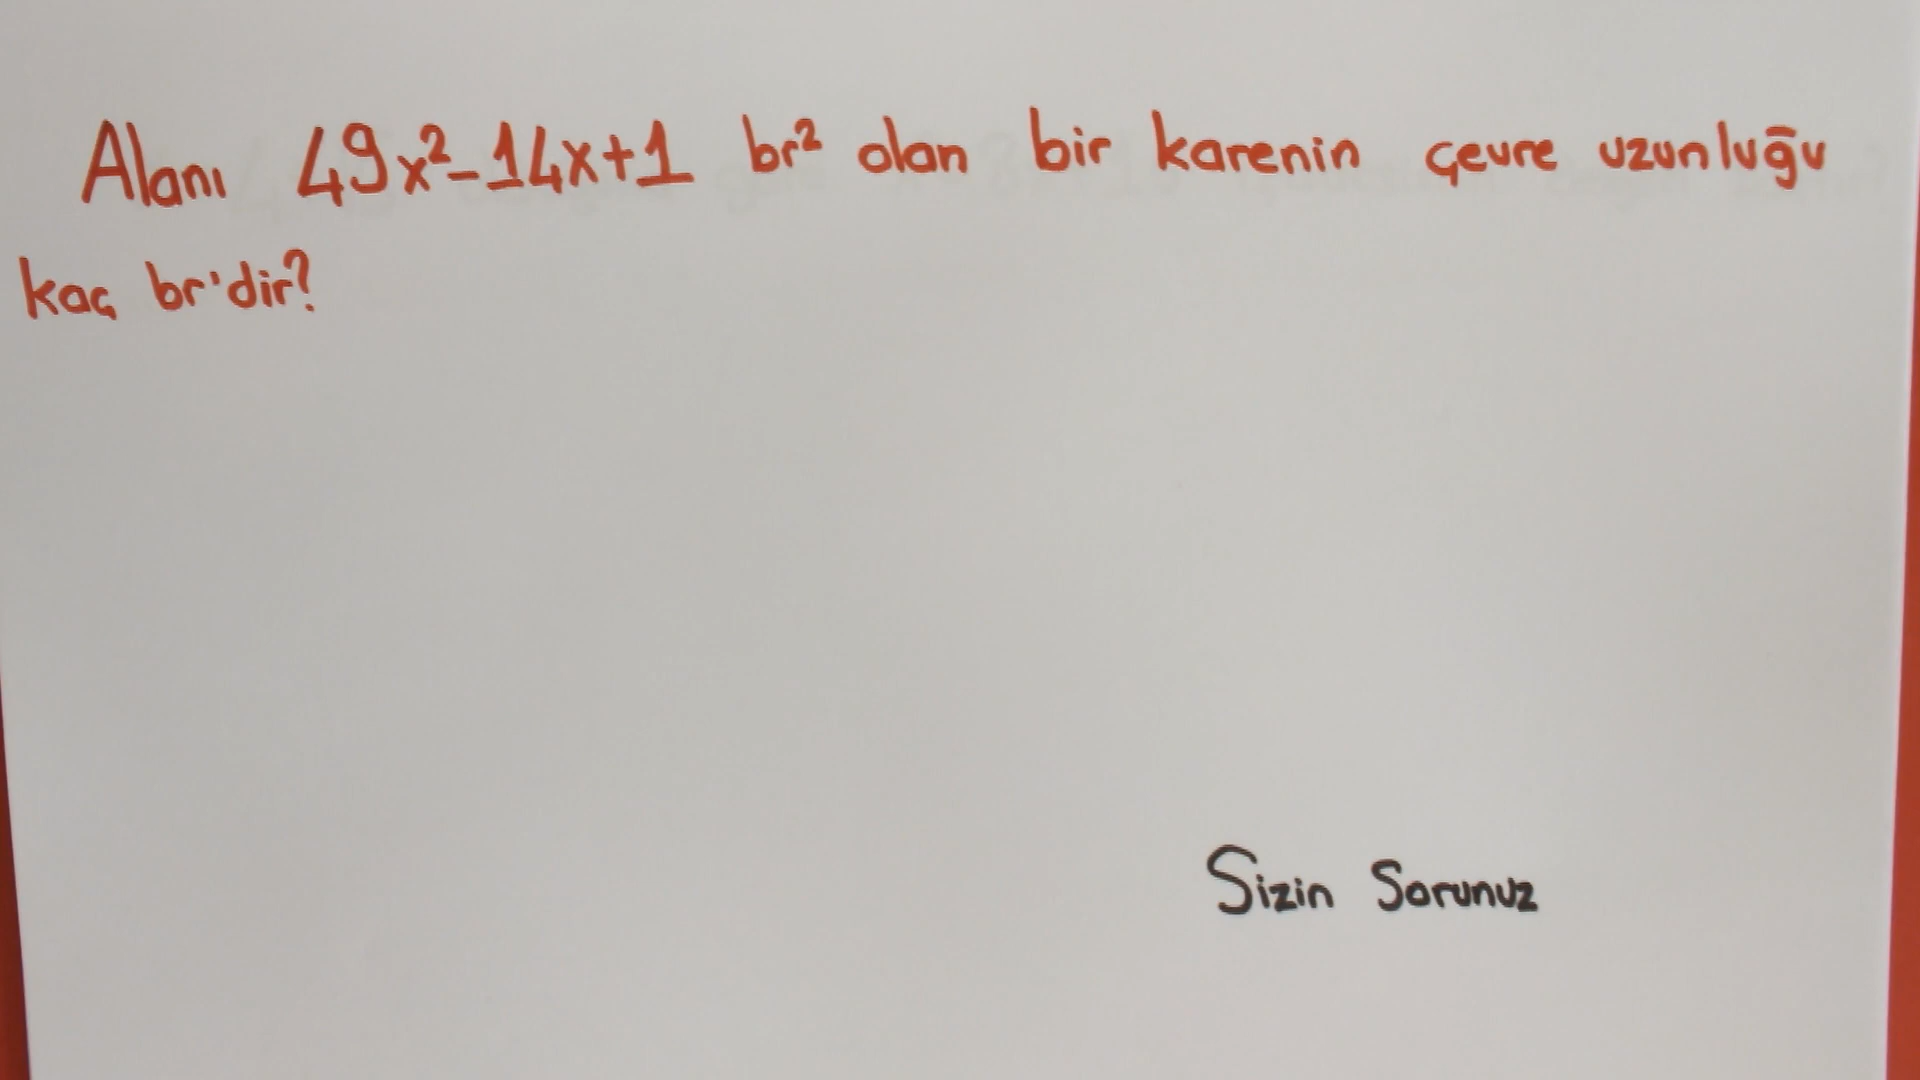 Alanı 49x²-14x+1 br² olan bir karenin çevre uzunluğu
kaç br'dir?
Sizin Sorunuz